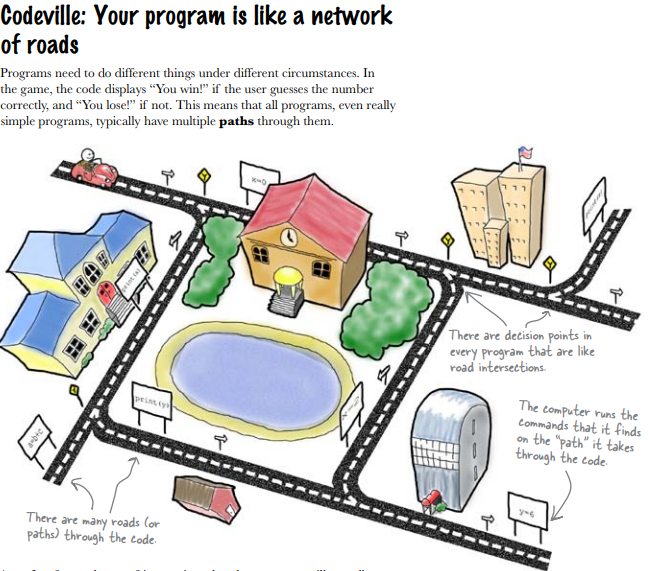 Codeville: Your program is like a network
of roads
Programs need to do different things under different circumstances. In
the game, the code displays “You win!” if the user guesses the number
correctly, and “You lose!” if not. This means that all programs, even really
simple programs, typically have multiple paths through them.
x=0
print(x)
There are decision points in
every program that are like
road intersections.
print(y)
a=b+c
The computer runs the
commands that it finds
on the “path” it takes
through the code.
y=6
There are many roads (or
paths) through the code.